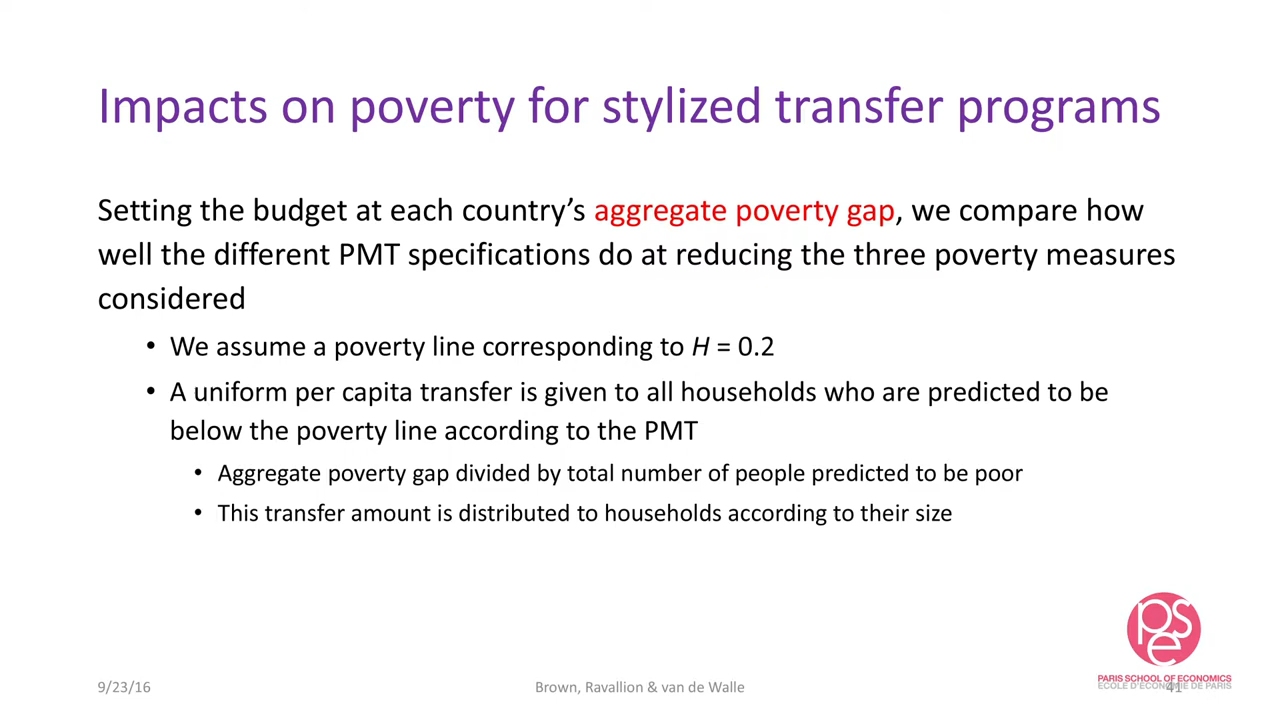 Impacts on poverty for stylized transfer programs
Setting the budget at each country’s aggregate poverty gap, we compare how
well the different PMT specifications do at reducing the three poverty measures
considered
• We assume a poverty line corresponding to H = 0.2
• A uniform per capita transfer is given to all households who are predicted to be
below the poverty line according to the PMT
• Aggregate poverty gap divided by total number of people predicted to be poor
• This transfer amount is distributed to households according to their size
pse
PARIS SCHOOL OF ECONOMICS
ECOLE D'ECONOMIE DE PARIS
9/23/16
Brown, Ravallion & van de Walle
41